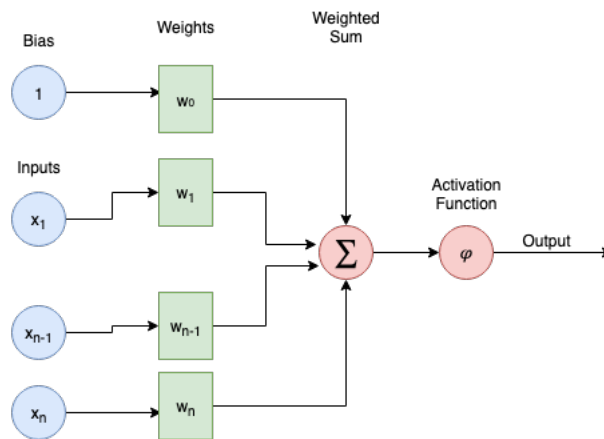 Bias
Weights
Weighted
Sum
1
w₀
Inputs
x₁
w₁
Activation
Function
Σ
φ
Output
xₙ₋₁
wₙ₋₁
xₙ
wₙ